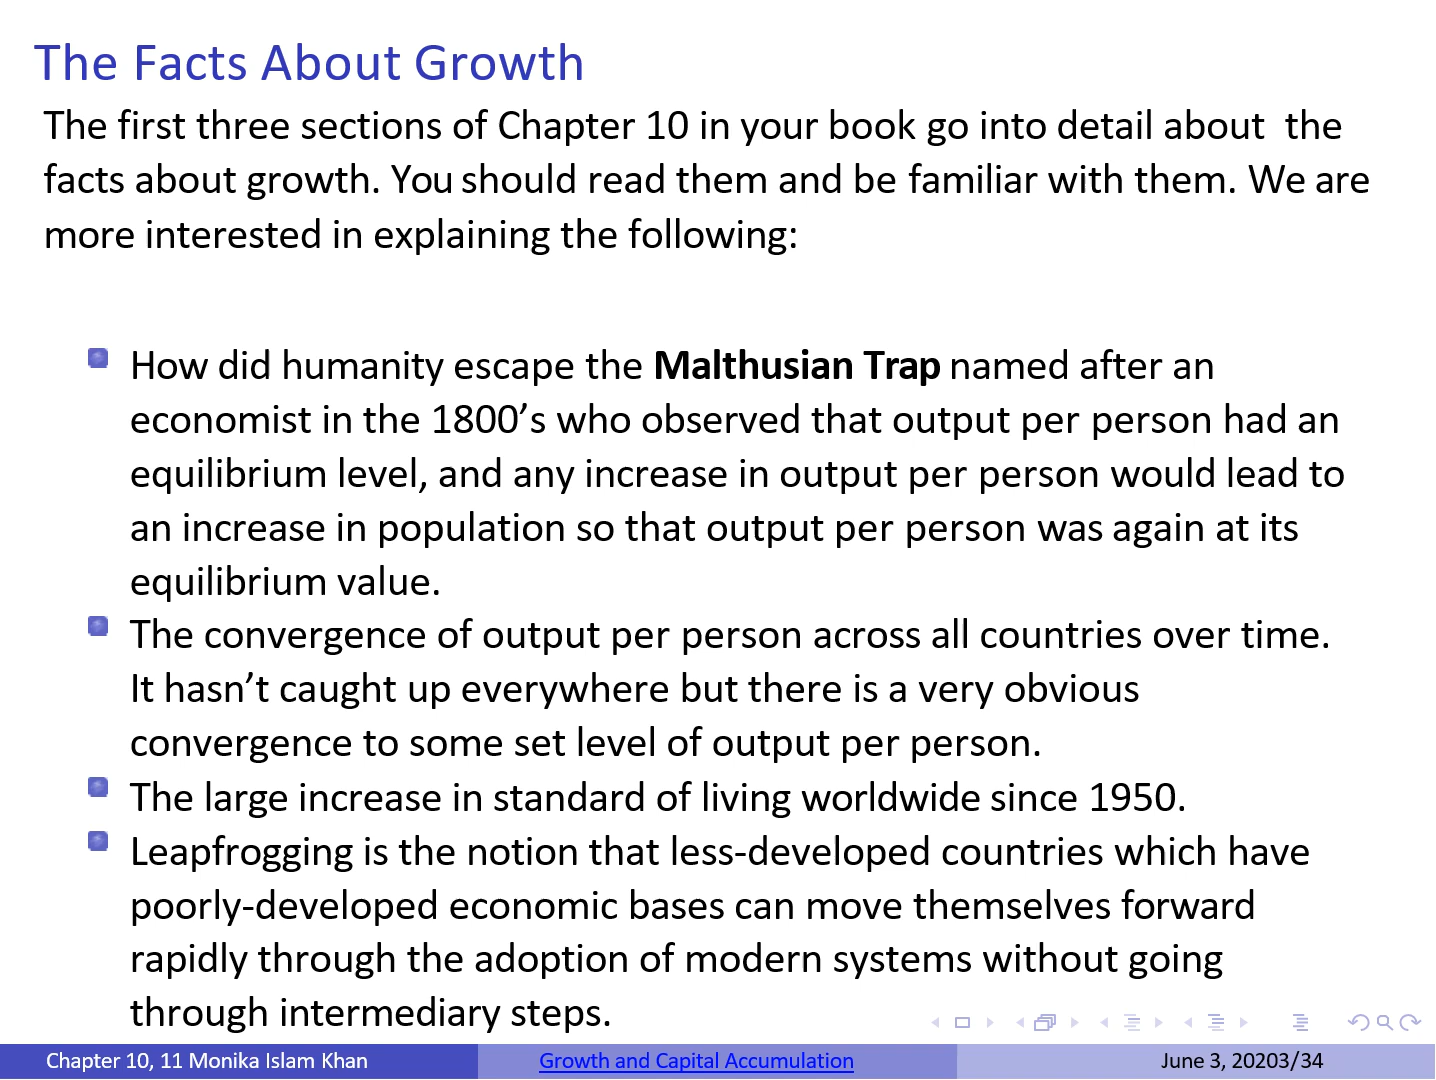 The Facts About Growth
The first three sections of Chapter 10 in your book go into detail about the
facts about growth. You should read them and be familiar with them. We are
more interested in explaining the following:
How did humanity escape the Malthusian Trap named after an
economist in the 1800’s who observed that output per person had an
equilibrium level, and any increase in output per person would lead to
an increase in population so that output per person was again at its
equilibrium value.
The convergence of output per person across all countries over time.
It hasn’t caught up everywhere but there is a very obvious
convergence to some set level of output per person.
The large increase in standard of living worldwide since 1950.
Leapfrogging is the notion that less-developed countries which have
poorly-developed economic bases can move themselves forward
rapidly through the adoption of modern systems without going
through intermediary steps.
Chapter 10, 11 Monika Islam Khan Growth and Capital Accumulation June 3, 20203/34